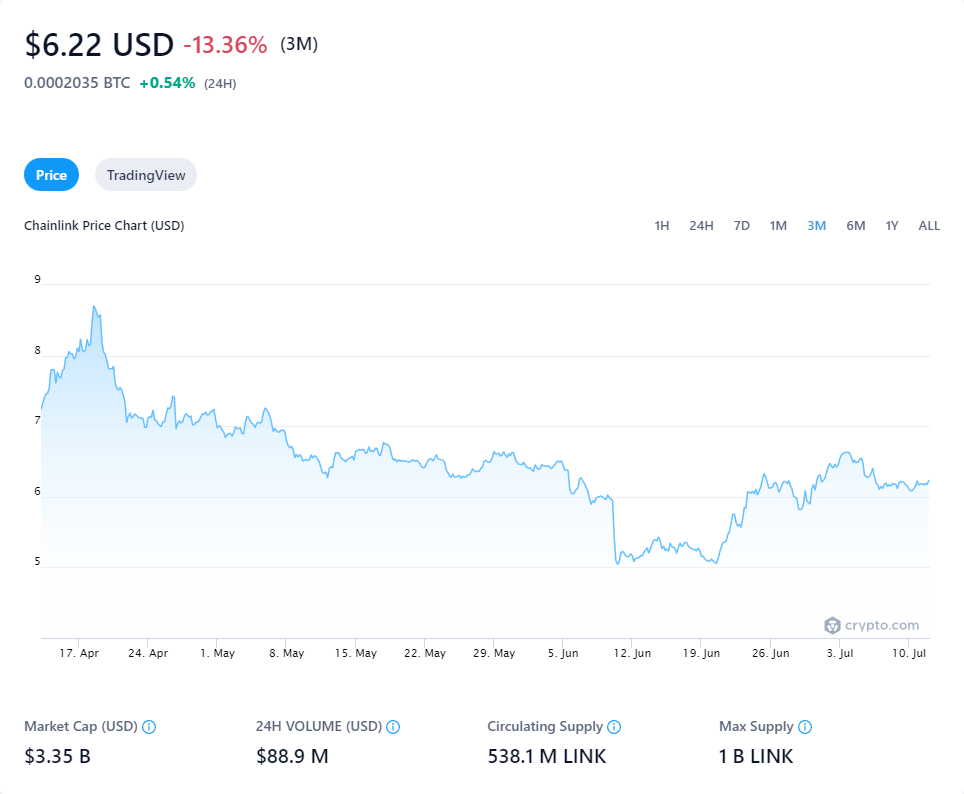 $6.22 USD -13.36% (3M)
0.0002035 BTC +0.54% (24H)
Price TradingView
Chainlink Price Chart (USD) 1H 24H 7D 1M 3M 6M 1Y ALL
9
8
7
6
5
crypto.com
17. Apr 24. Apr 1. May 8. May 15. May 22. May 29. May 5. Jun 12. Jun 19. Jun 26. Jun 3. Jul 10. Jul
Market Cap (USD) 24H VOLUME (USD) Circulating Supply Max Supply
$3.35 B $88.9 M 538.1 M LINK 1 B LINK